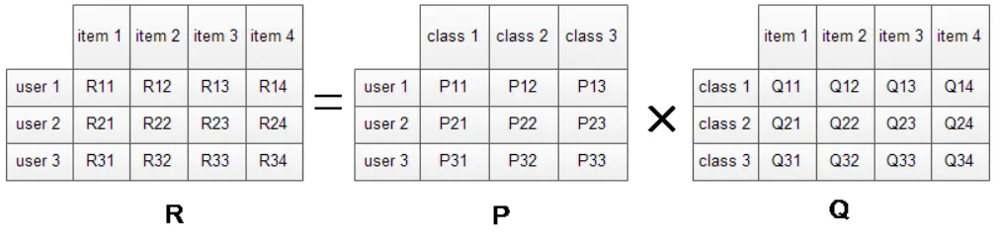 item 1 item 2 item 3 item 4
user 1 R11 R12 R13 R14
user 2 R21 R22 R23 R24
user 3 R31 R32 R33 R34
R
=
class 1 class 2 class 3
user 1 P11 P12 P13
user 2 P21 P22 P23
user 3 P31 P32 P33
P
×
item 1 item 2 item 3 item 4
class 1 Q11 Q12 Q13 Q14
class 2 Q21 Q22 Q23 Q24
class 3 Q31 Q32 Q33 Q34
Q